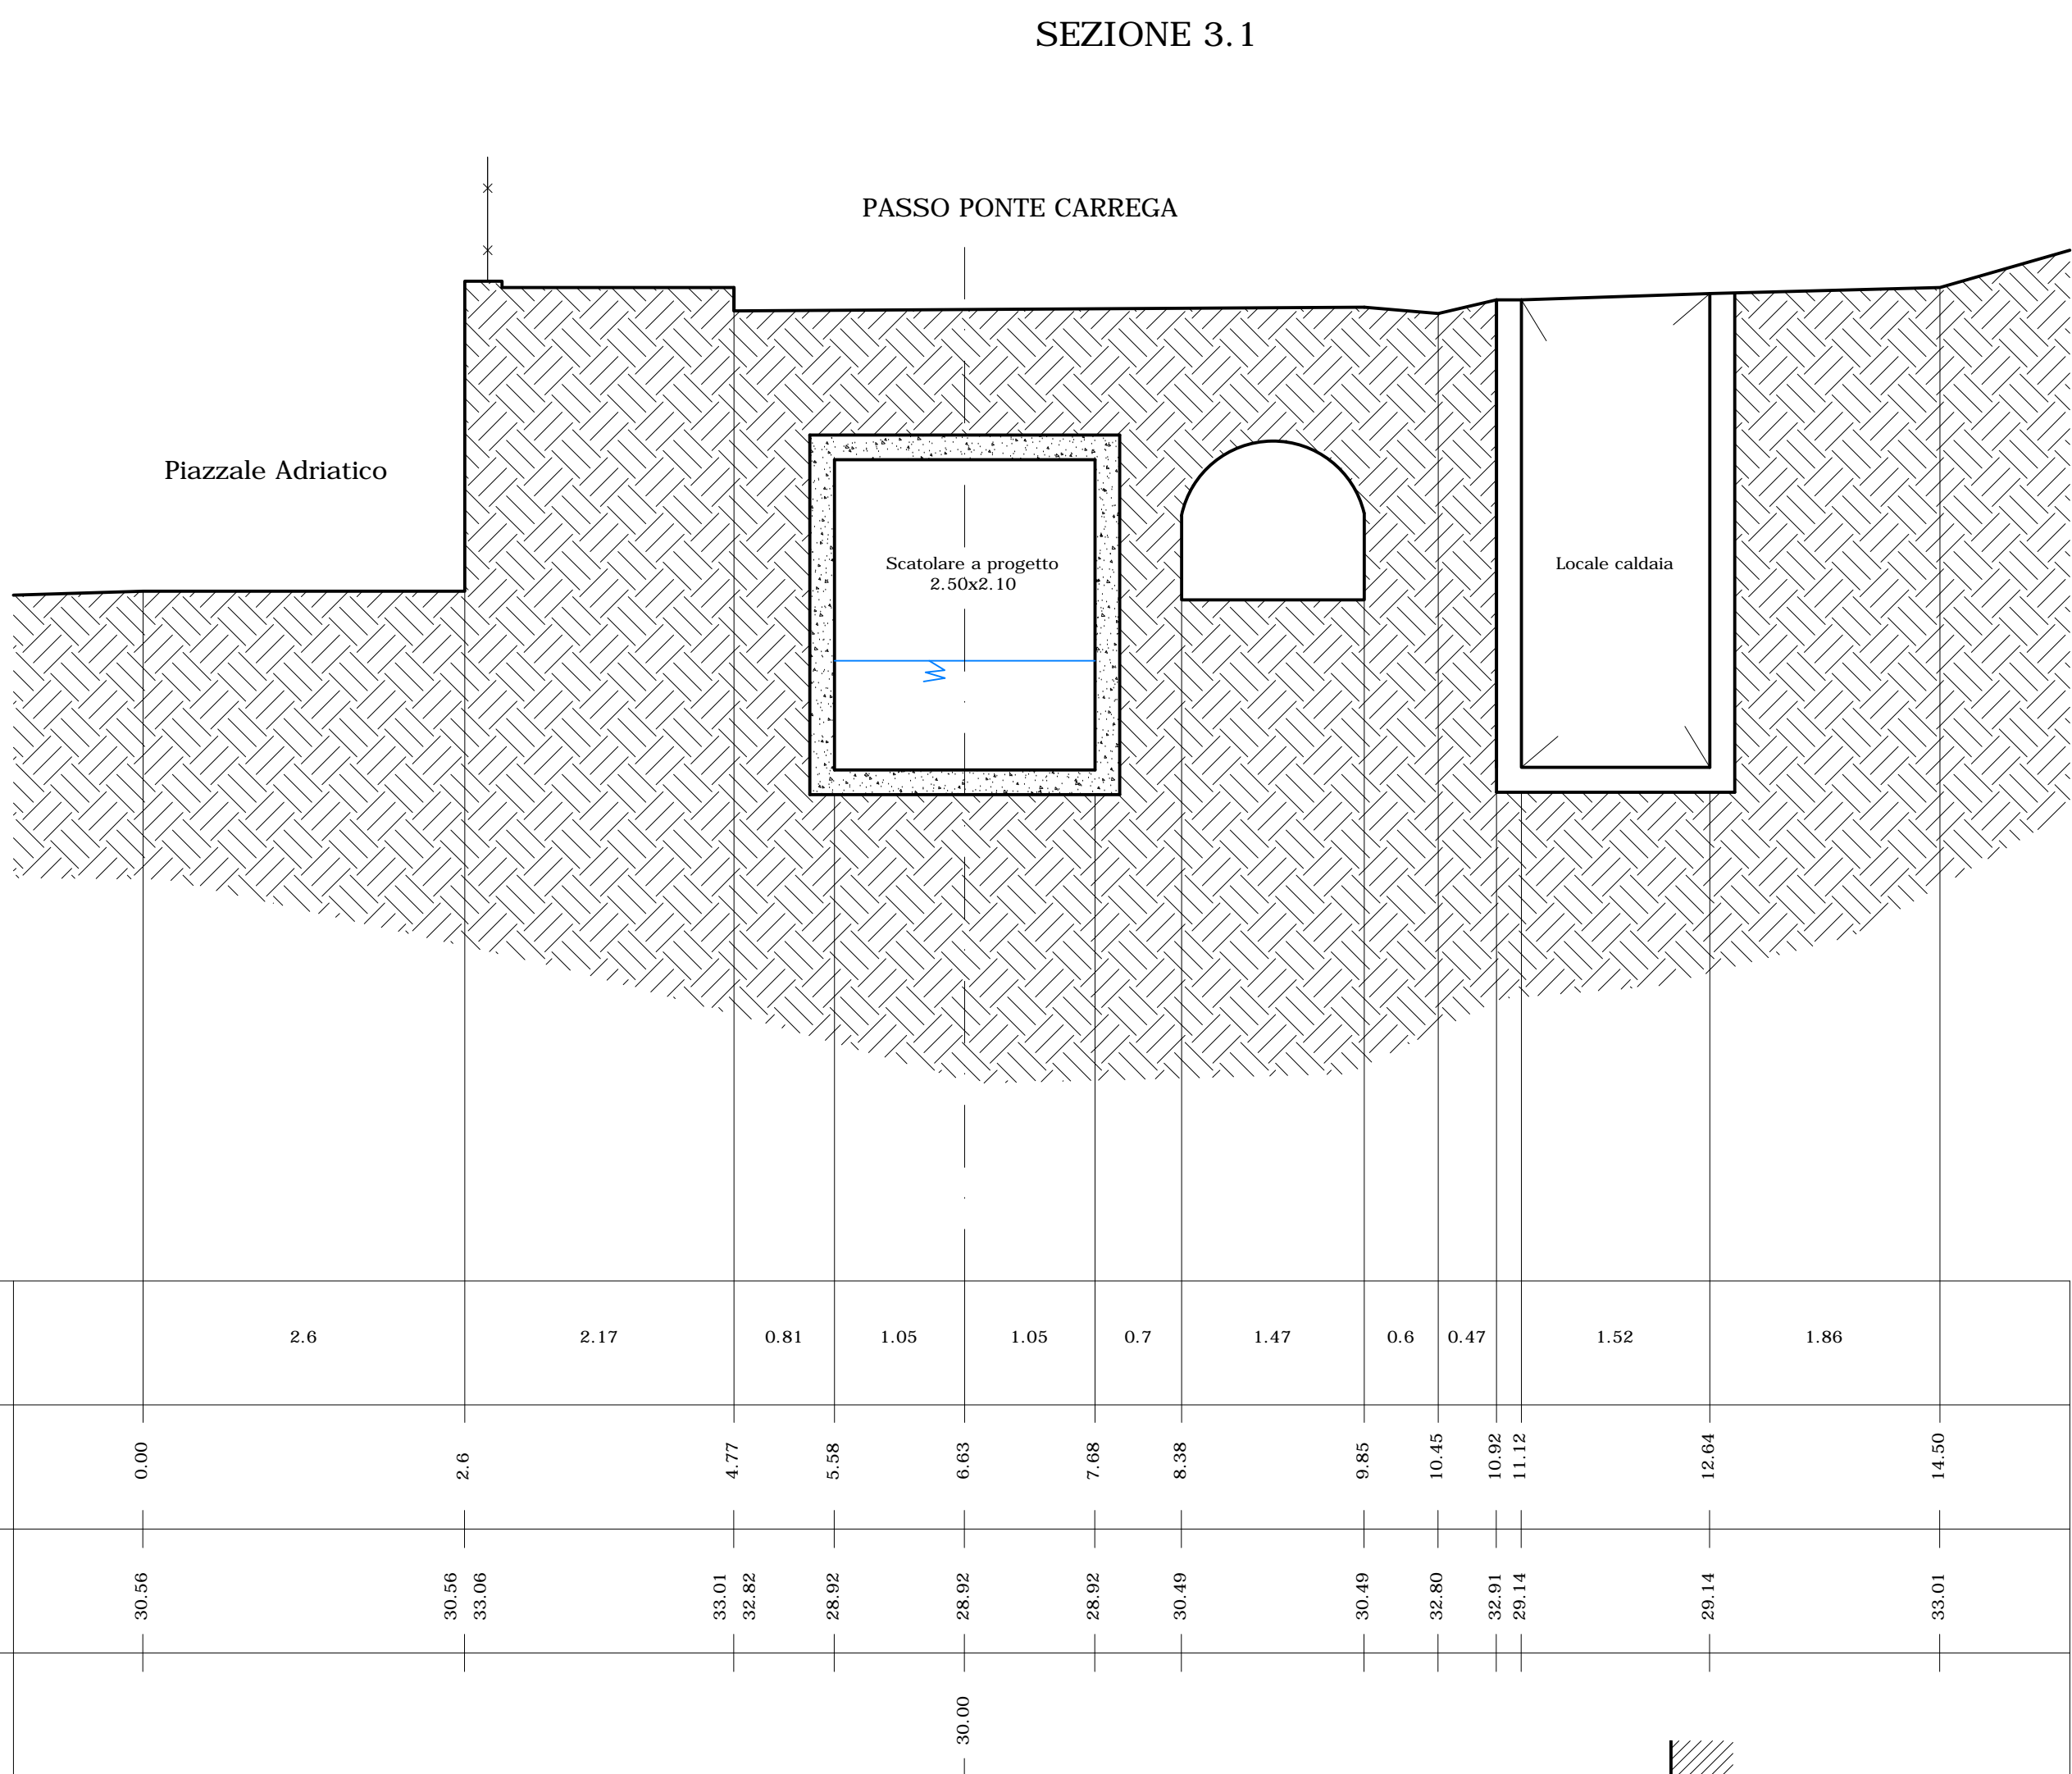 SEZIONE 3.1
PASSO PONTE CARREGA
Piazzale Adriatico
Scatolare a progetto
2.50x2.10
Locale caldaia
2.6 2.17 0.81 1.05 1.05 0.7 1.47 0.6 0.47 1.52 1.86
0.00 2.6 4.77 5.58 6.63 7.68 8.38 9.85 10.45 10.92 11.12 12.64 14.50
30.56 30.56 33.06 33.01 32.82 28.92 28.92 28.92 30.49 30.49 32.80 32.91 29.14 29.14 33.01
30.00